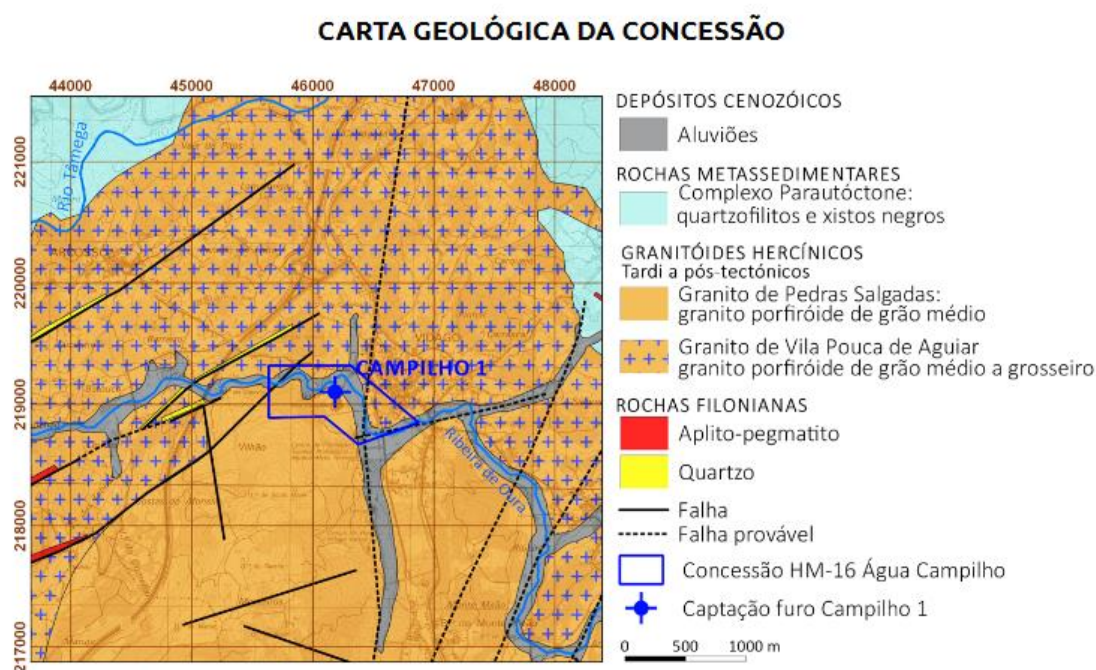 CARTA GEOLÓGICA DA CONCESSÃO
44000 45000 46000 47000 48000
221000
220000
219000
218000
217000
Rio Tâmega
CAMPILHO 1
Ribeira de Oura
DEPÓSITOS CENOZÓICOS
Aluviões
ROCHAS METASSEDIMENTARES
Complexo Parautóctone:
quartzofilitos e xistos negros
GRANITÓIDES HERCÍNICOS
Tardi a pós-tectónicos
Granito de Pedras Salgadas:
granito porfiróide de grão médio
Granito de Vila Pouca de Aguiar
granito porfiróide de grão médio a grosseiro
ROCHAS FILONIANAS
Aplito-pegmatito
Quartzo
Falha
Falha provável
Concessão HM-16 Água Campilho
Captação furo Campilho 1
0 500 1000 m